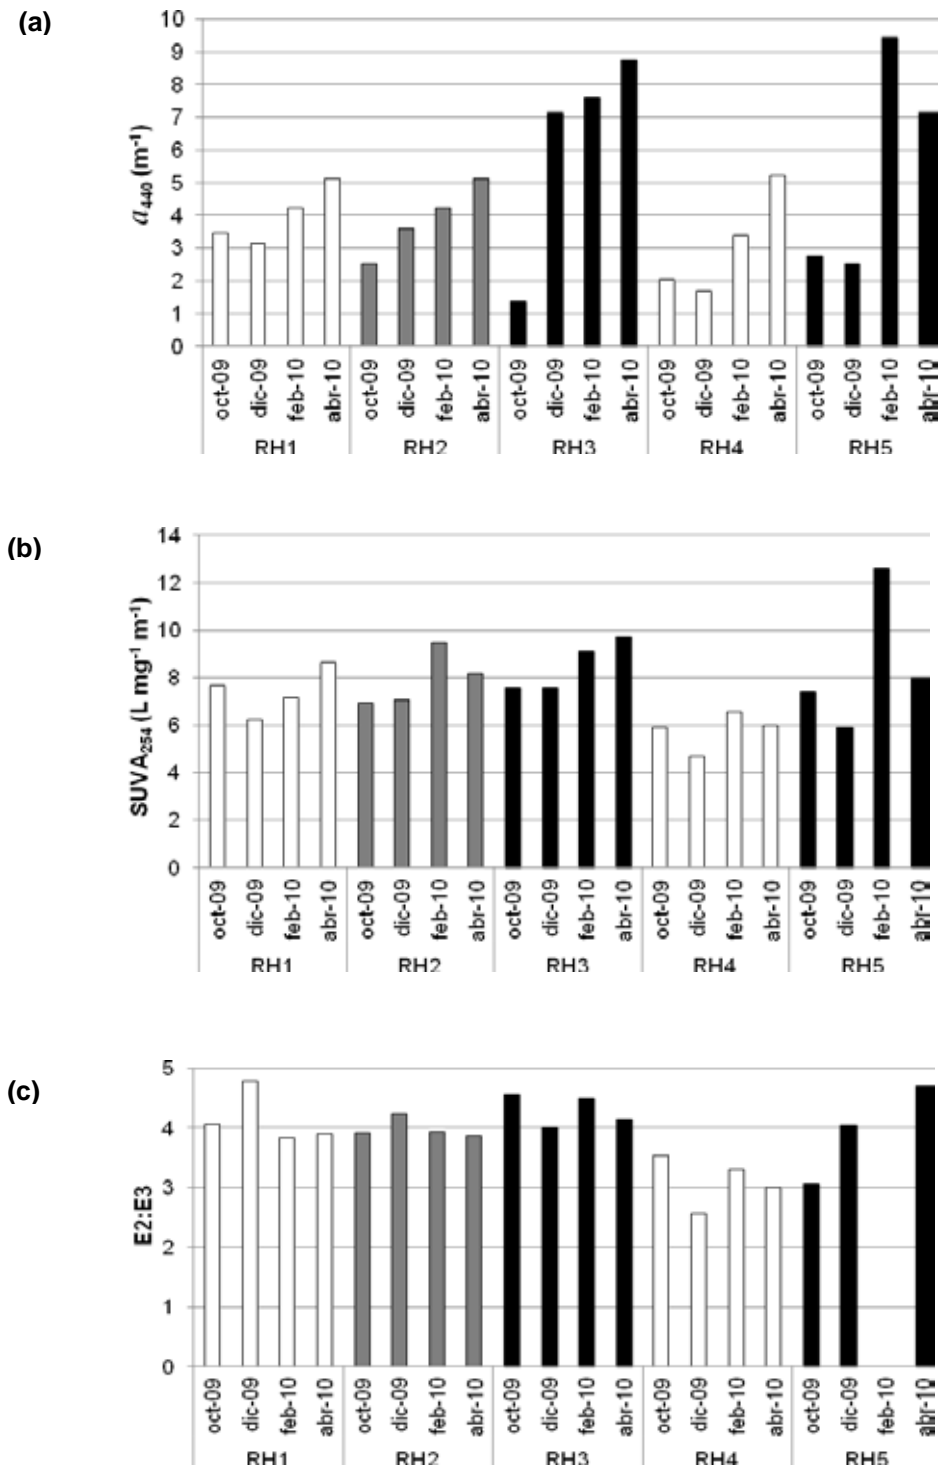 (a)
10
9
8
7
6
5
4
3
2
1
0
a440 (m-1)
oct-09 dic-09 feb-10 abr-10 oct-09 dic-09 feb-10 abr-10 oct-09 dic-09 feb-10 abr-10 oct-09 dic-09 feb-10 abr-10 oct-09 dic-09 feb-10 abr-10
RH1 RH2 RH3 RH4 RH5
(b)
14
12
10
8
6
4
2
0
SUVA254 (L mg-1 m-1)
oct-09 dic-09 feb-10 abr-10 oct-09 dic-09 feb-10 abr-10 oct-09 dic-09 feb-10 abr-10 oct-09 dic-09 feb-10 abr-10 oct-09 dic-09 feb-10 abr-10
RH1 RH2 RH3 RH4 RH5
(c)
5
4
3
2
1
0
E2:E3
oct-09 dic-09 feb-10 abr-10 oct-09 dic-09 feb-10 abr-10 oct-09 dic-09 feb-10 abr-10 oct-09 dic-09 feb-10 abr-10 oct-09 dic-09 feb-10 abr-10
RH1 RH2 RH3 RH4 RH5